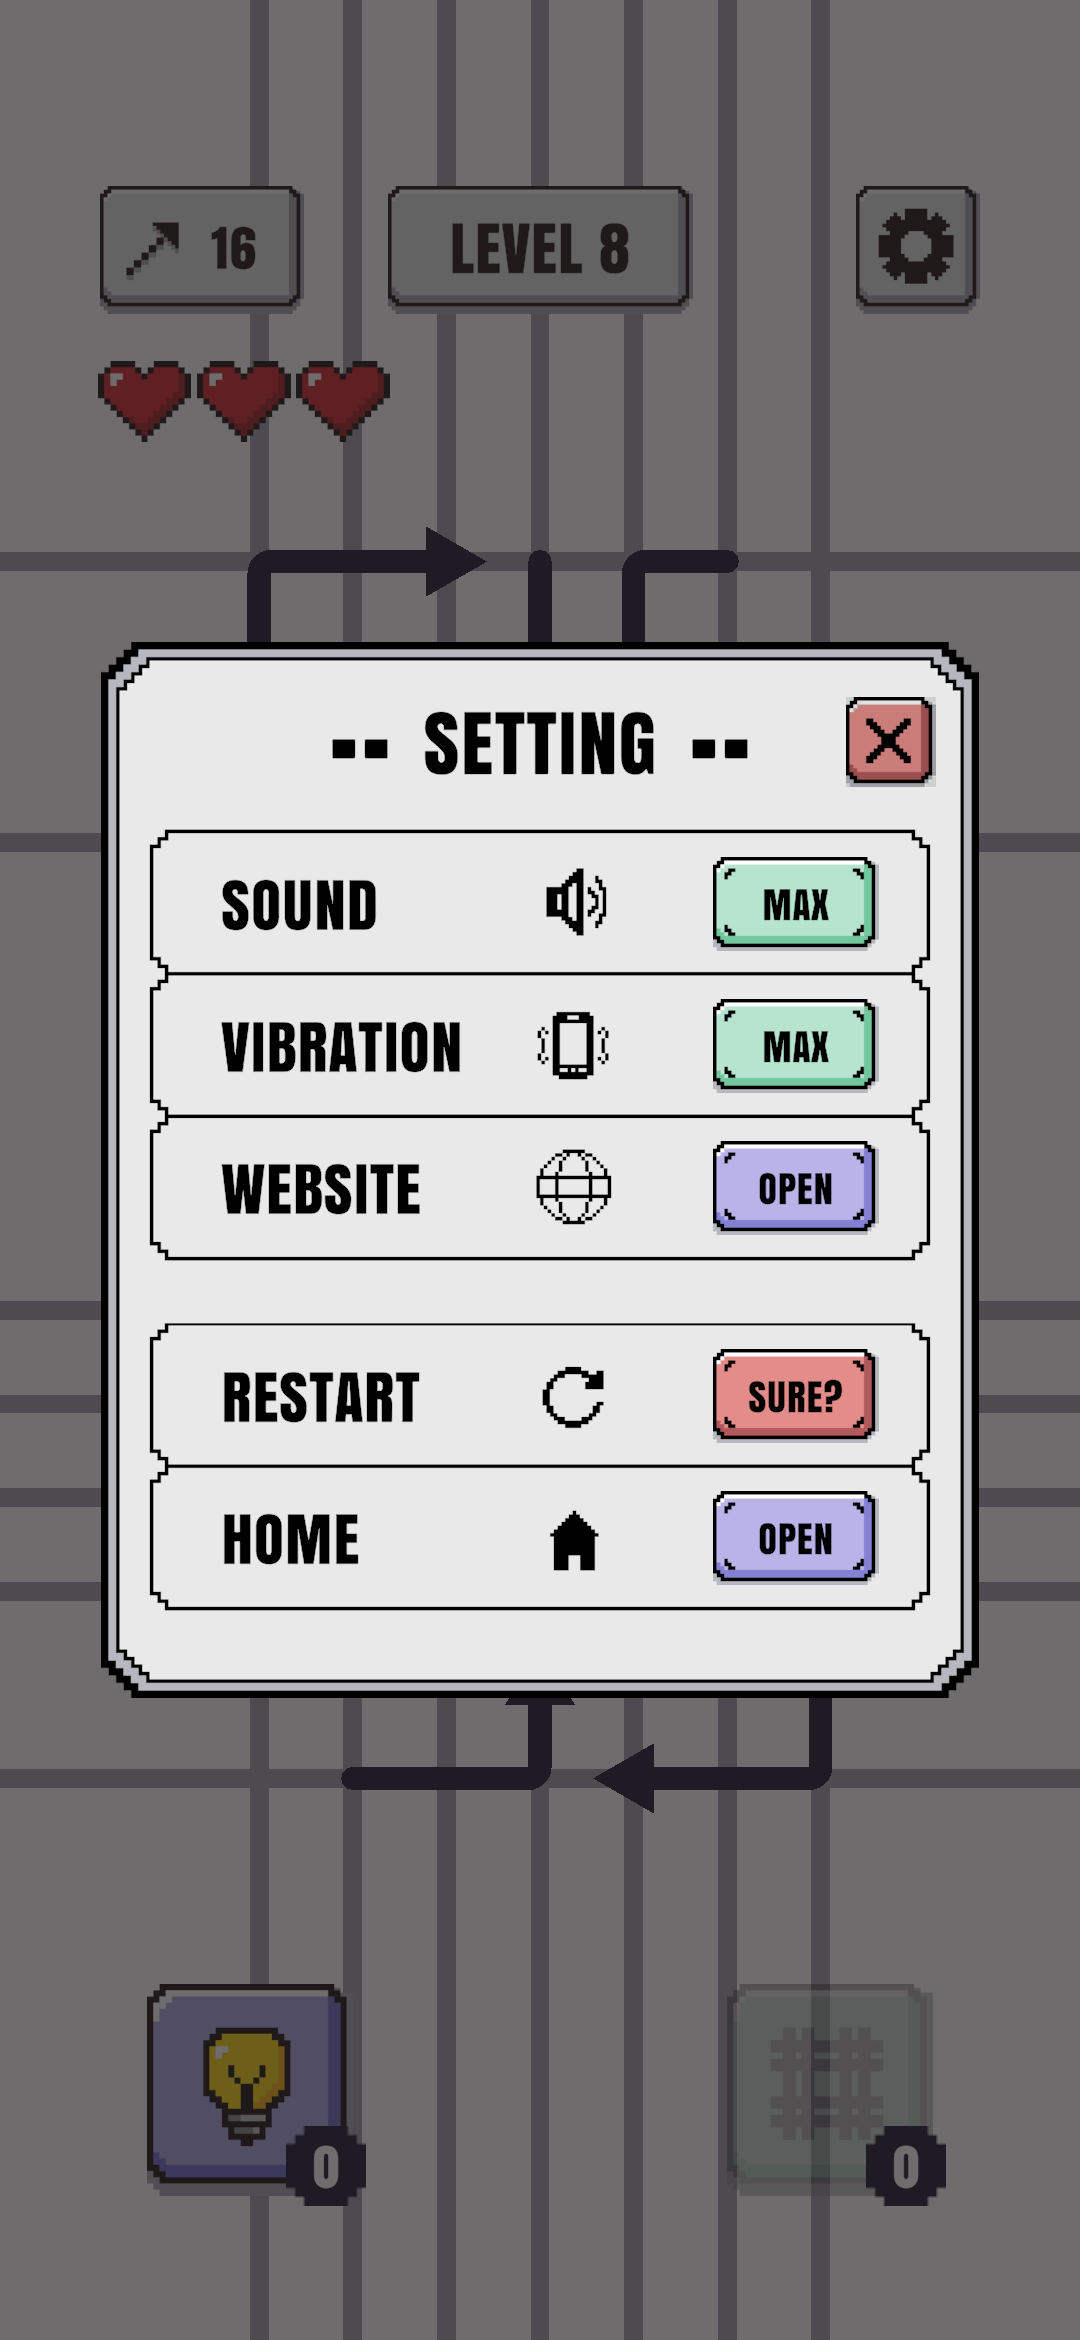 16
LEVEL 8
-- SETTING --
SOUND
MAX
VIBRATION
MAX
WEBSITE
OPEN
RESTART
SURE?
HOME
OPEN
0
0